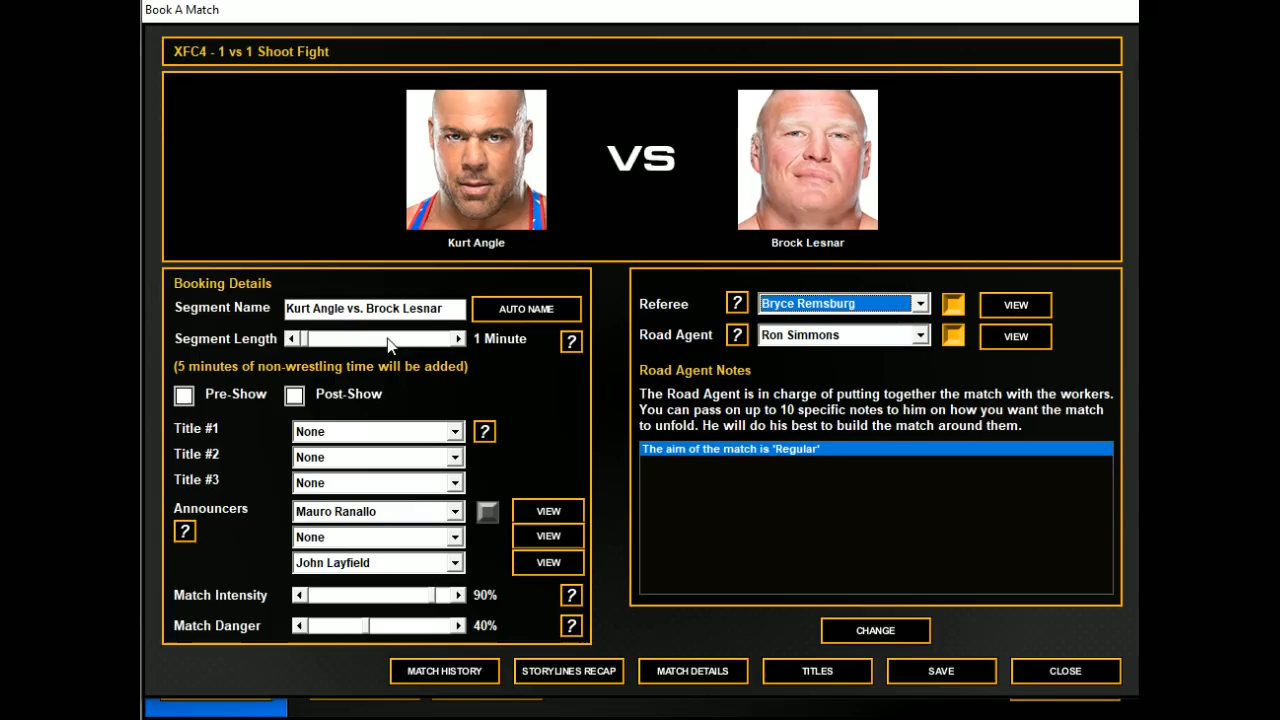 Book A Match
XFC4 - 1 vs 1 Shoot Fight
VS
Kurt Angle
Brock Lesnar
Booking Details
Segment Name
Kurt Angle vs. Brock Lesnar
AUTO NAME
Segment Length
1 Minute
?
(5 minutes of non-wrestling time will be added)
Pre-Show
Post-Show
Title #1
None
?
Title #2
None
Title #3
None
Announcers
Mauro Ranallo
VIEW
?
None
VIEW
John Layfield
VIEW
Match Intensity
90%
?
Match Danger
40%
?
Referee
?
Bryce Remsburg
VIEW
Road Agent
?
Ron Simmons
VIEW
Road Agent Notes
The Road Agent is in charge of putting together the match with the workers.
You can pass on up to 10 specific notes to him on how you want the match
to unfold. He will do his best to build the match around them.
The aim of the match is 'Regular'
CHANGE
MATCH HISTORY
STORYLINES RECAP
MATCH DETAILS
TITLES
SAVE
CLOSE